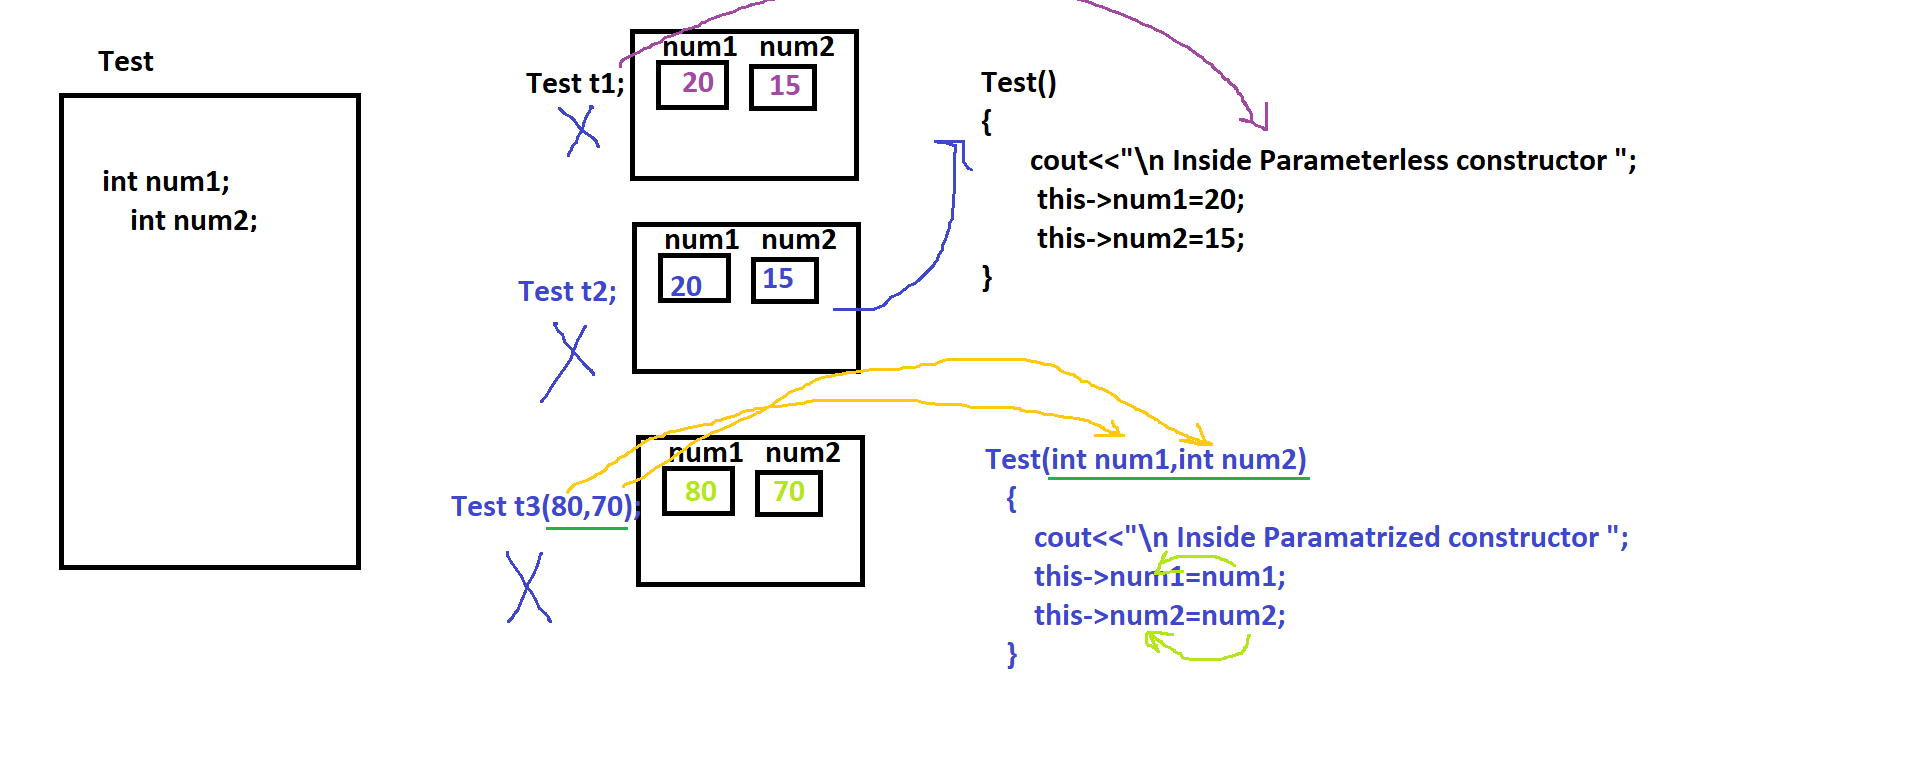 Test
int num1;
int num2;
num1 num2
Test t1;
20 15
num1 num2
Test t2;
20 15
num1 num2
Test t3(80,70);
80 70
Test()
{
cout<<"\n Inside Parameterless constructor ";
this->num1=20;
this->num2=15;
}
Test(int num1,int num2)
{
cout<<"\n Inside Paramatrized constructor ";
this->num1=num1;
this->num2=num2;
}